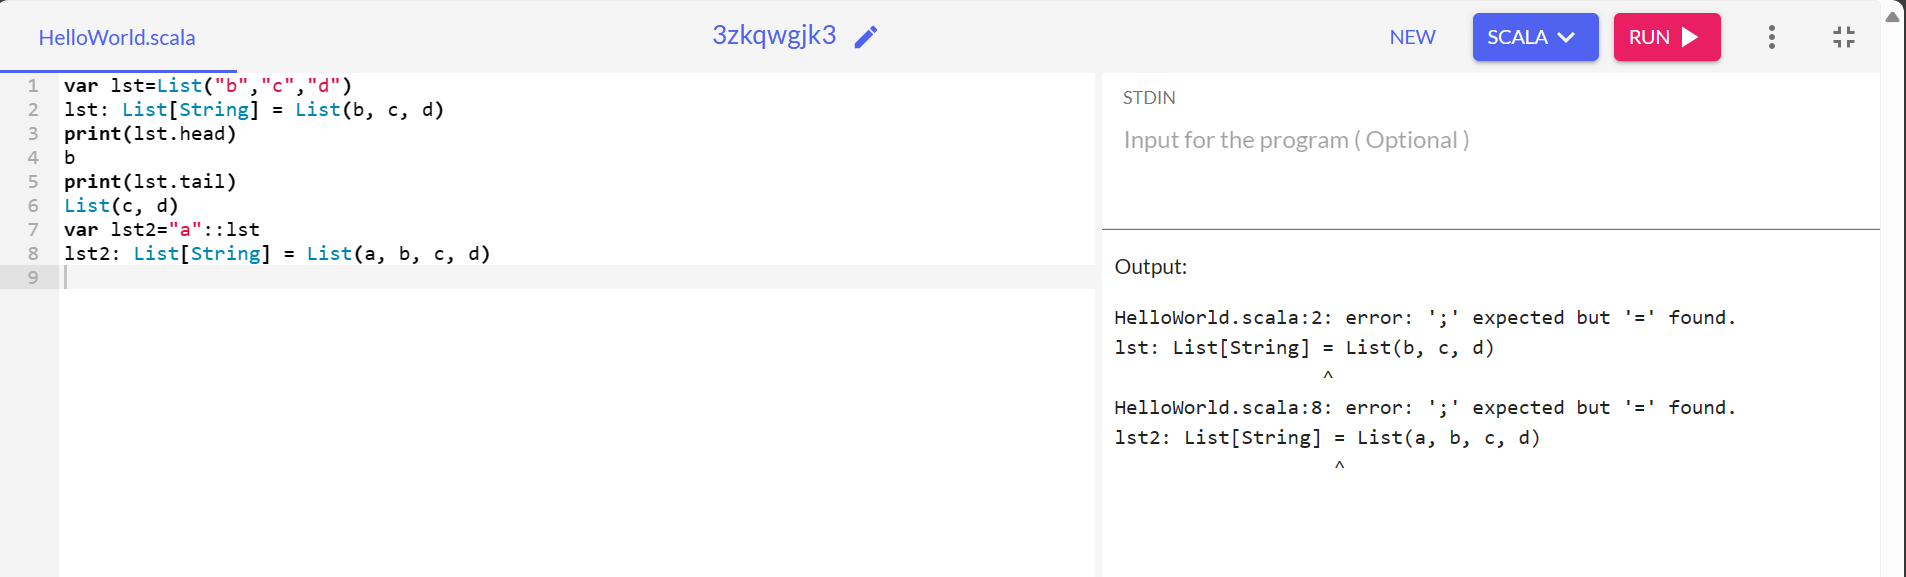 HelloWorld.scala
3zkqwgjk3
NEW
SCALA
RUN
1 var lst=List("b","c","d")
2 lst: List[String] = List(b, c, d)
3 print(lst.head)
4 b
5 print(lst.tail)
6 List(c, d)
7 var lst2="a"::lst
8 lst2: List[String] = List(a, b, c, d)
9
STDIN
Input for the program ( Optional )
Output:
HelloWorld.scala:2: error: ';' expected but '=' found.
lst: List[String] = List(b, c, d)
^
HelloWorld.scala:8: error: ';' expected but '=' found.
lst2: List[String] = List(a, b, c, d)
^